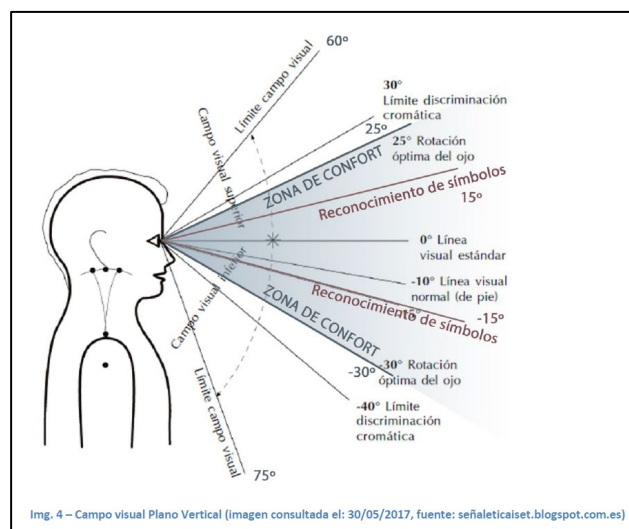 60º
Límite campo visual
Campo visual superior
30°
Límite discriminación
cromática
25º
25° Rotación
óptima del ojo
ZONA DE CONFORT
Reconocimiento de símbolos
15º
0° Línea
visual estándar
-10° Línea visual
normal (de pie)
-15º
Reconocimiento de símbolos
Campo visual inferior
ZONA DE CONFORT
-30º
-30° Rotación
óptima del ojo
-40° Límite
discriminación
cromática
Límite campo visual
75º
Img. 4 – Campo visual Plano Vertical (imagen consultada el: 30/05/2017, fuente: señaleticaiset.blogspot.com.es)